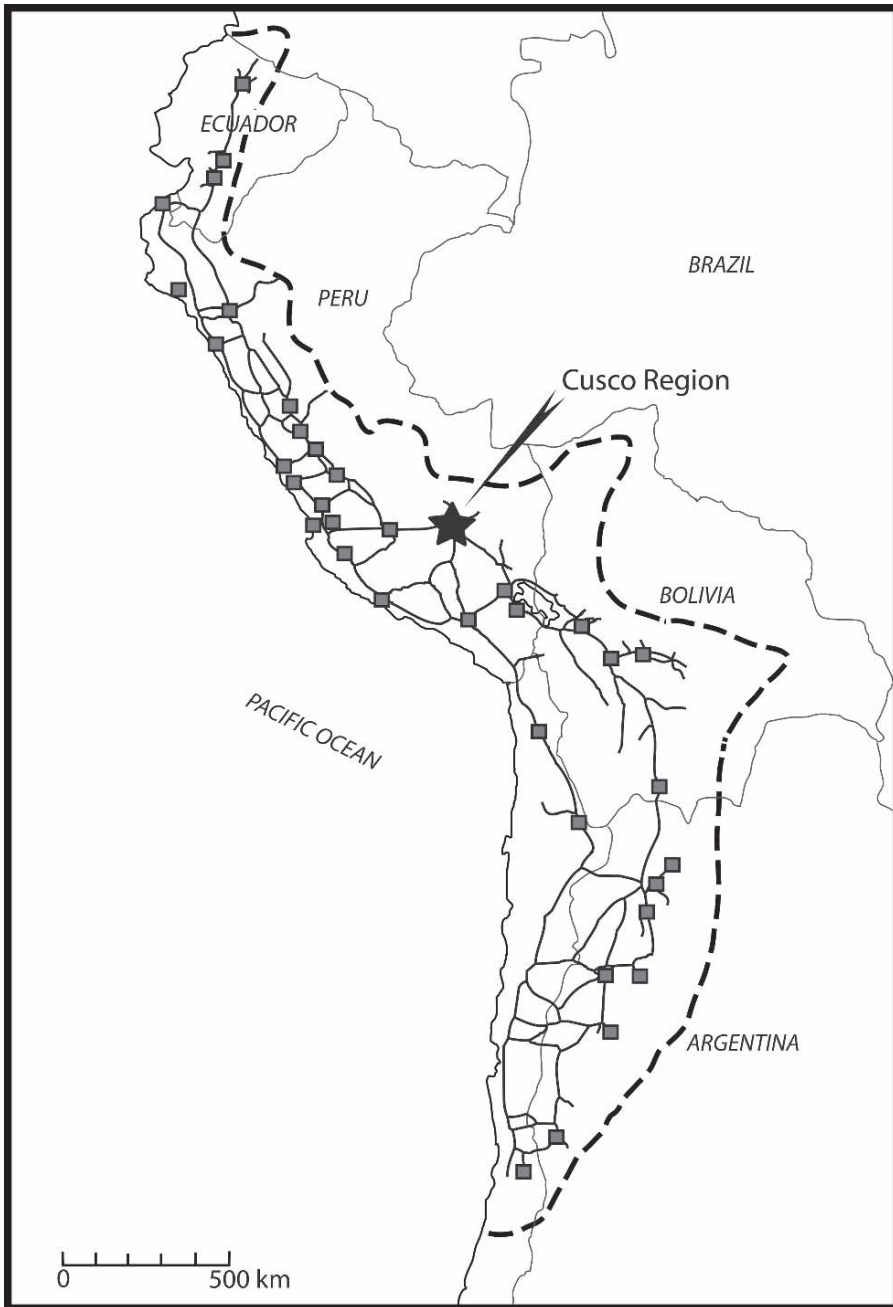 ECUADOR
BRAZIL
PERU
Cusco Region
BOLIVIA
PACIFIC OCEAN
ARGENTINA
0 500 km